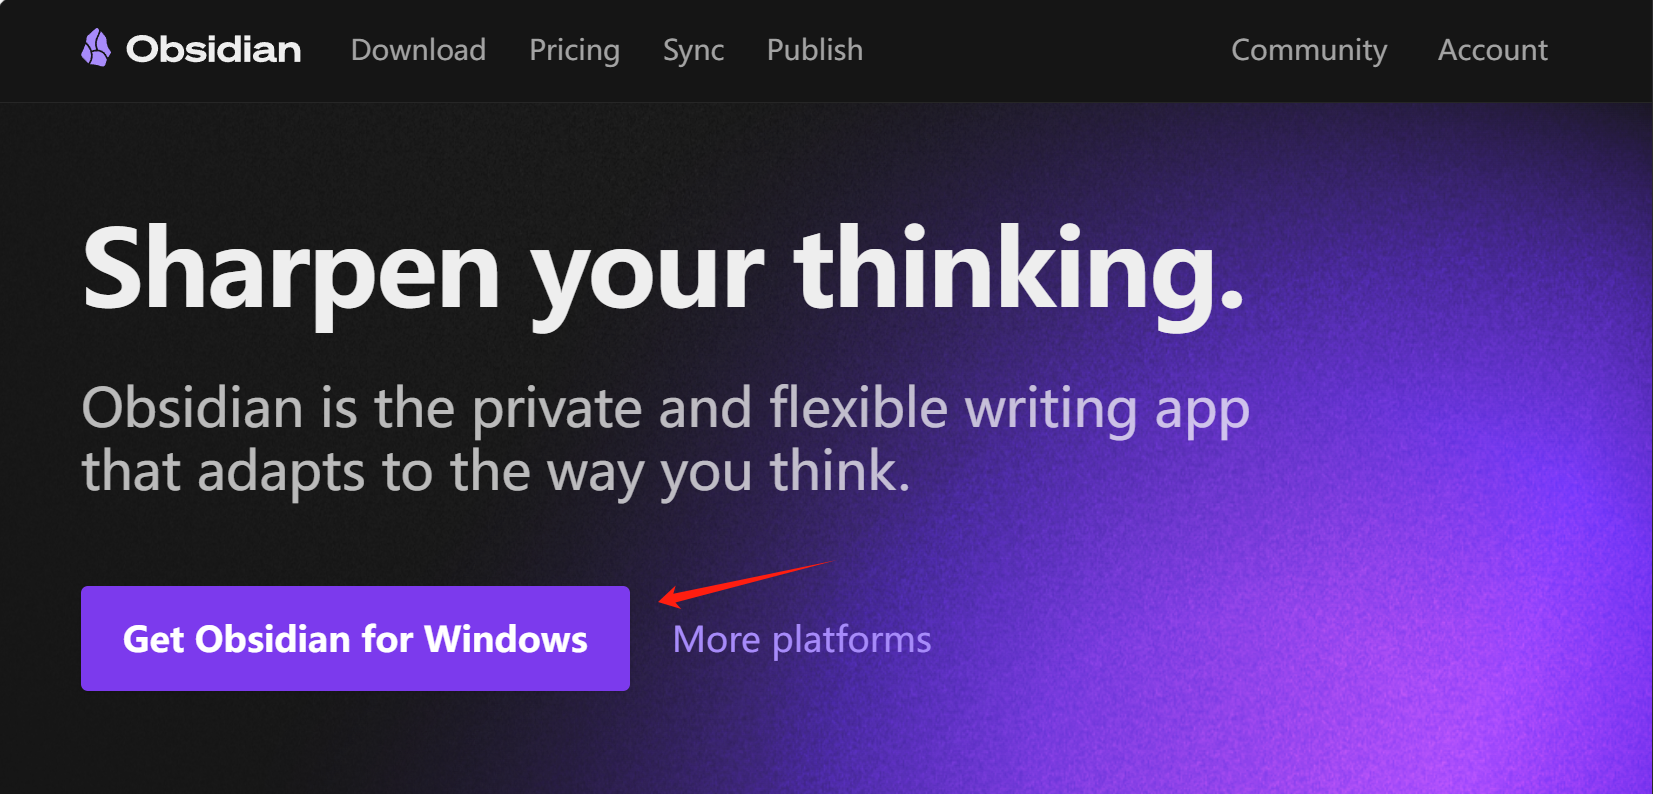 Obsidian Download Pricing Sync Publish Community Account
Sharpen your thinking.
Obsidian is the private and flexible writing app
that adapts to the way you think.
Get Obsidian for Windows More platforms